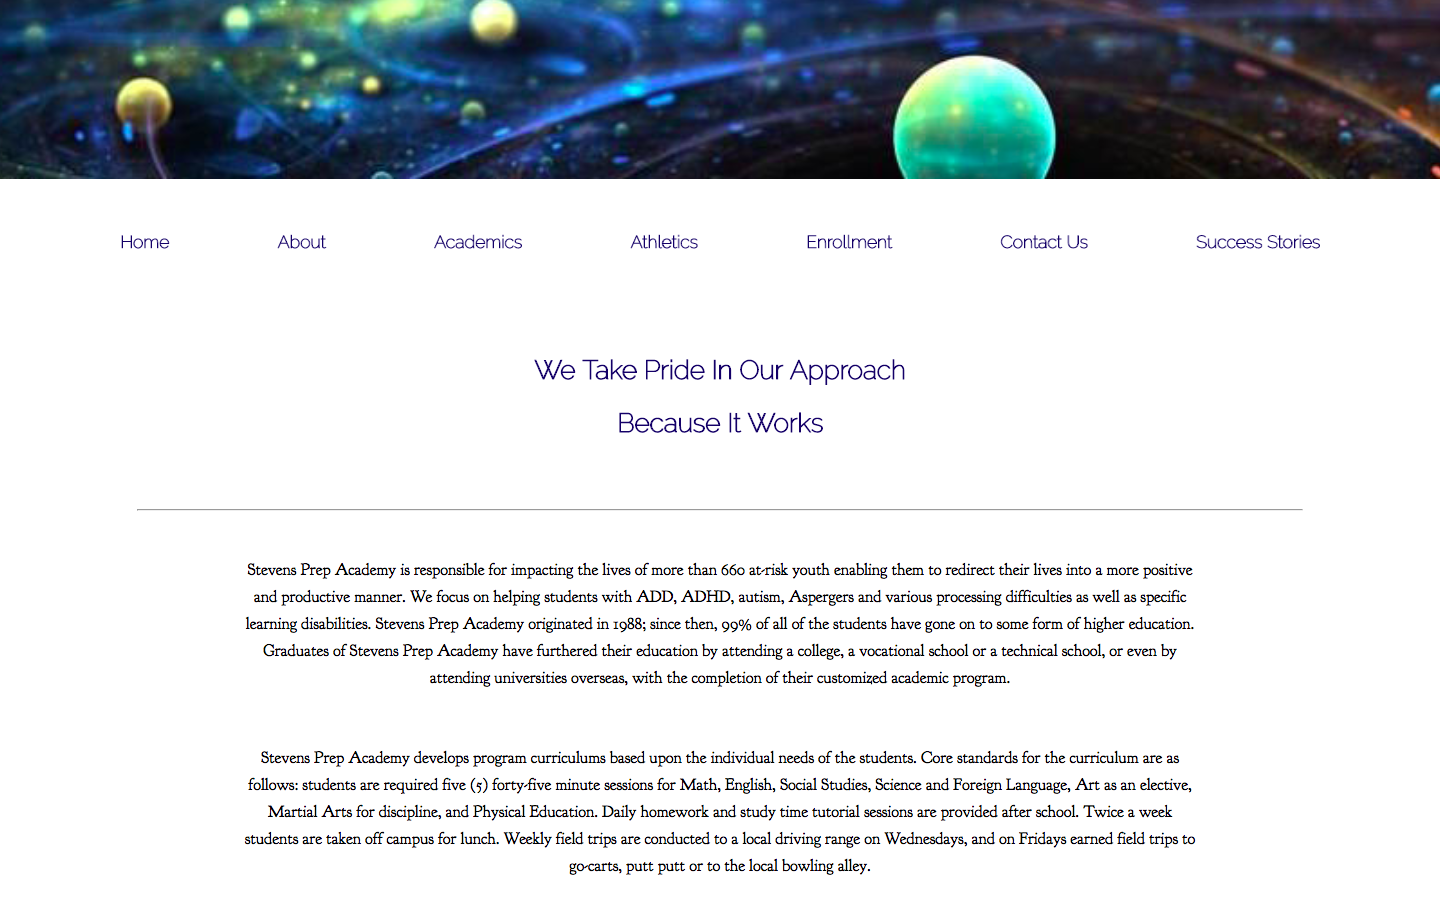 Home About Academics Athletics Enrollment Contact Us Success Stories
We Take Pride In Our Approach
Because It Works
Stevens Prep Academy is responsible for impacting the lives of more than 660 at-risk youth enabling them to redirect their lives into a more positive
and productive manner. We focus on helping students with ADD, ADHD, autism, Aspergers and various processing difficulties as well as specific
learning disabilities. Stevens Prep Academy originated in 1988; since then, 99% of all of the students have gone on to some form of higher education.
Graduates of Stevens Prep Academy have furthered their education by attending a college, a vocational school or a technical school, or even by
attending universities overseas, with the completion of their customized academic program.
Stevens Prep Academy develops program curriculums based upon the individual needs of the students. Core standards for the curriculum are as
follows: students are required five (5) forty-five minute sessions for Math, English, Social Studies, Science and Foreign Language, Art as an elective,
Martial Arts for discipline, and Physical Education. Daily homework and study time tutorial sessions are provided after school. Twice a week
students are taken off campus for lunch. Weekly field trips are conducted to a local driving range on Wednesdays, and on Fridays earned field trips to
go-carts, putt putt or to the local bowling alley.